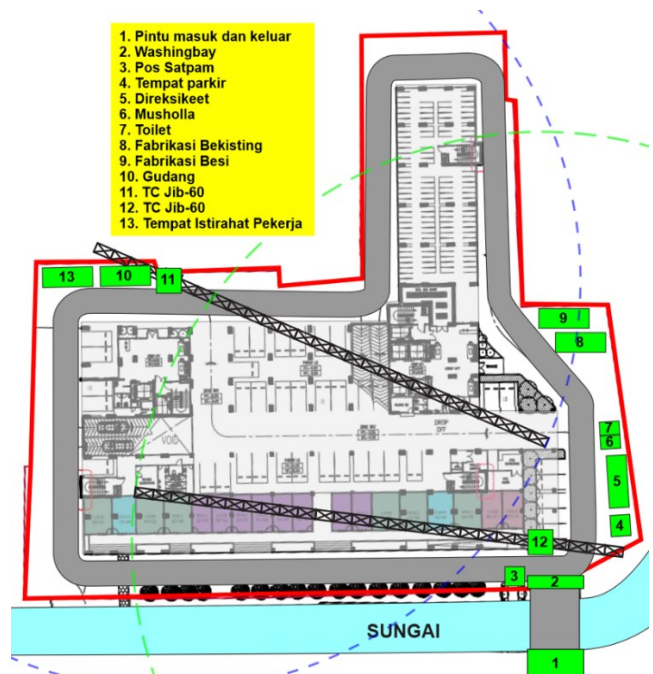 1. Pintu masuk dan keluar
2. Washingbay
3. Pos Satpam
4. Tempat parkir
5. Direksikeet
6. Musholla
7. Toilet
8. Fabrikasi Bekisting
9. Fabrikasi Besi
10. Gudang
11. TC Jib-60
12. TC Jib-60
13. Tempat Istirahat Pekerja
13
10
11
9
8
7
6
DROP
OFF
VOID
5
4
12
3
2
SUNGAI
1